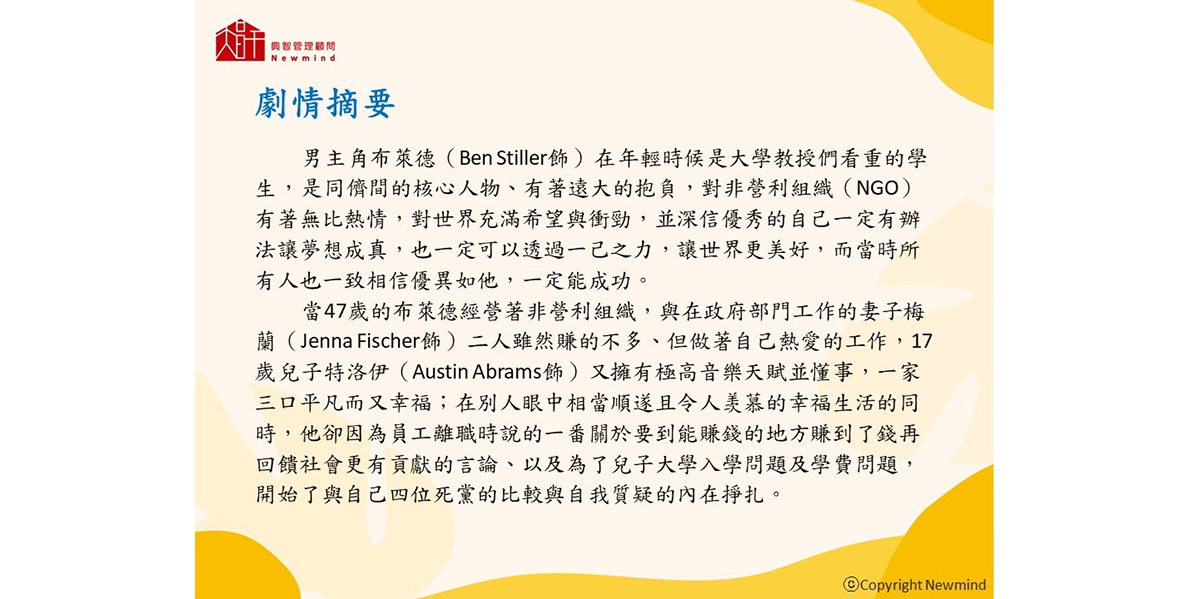 興智管理顧問
Newmind
劇情摘要
男主角布萊德（Ben Stiller飾）在年輕時候是大學教授們看重的學
生，是同儕間的核心人物、有著遠大的抱負，對非營利組織（NGO）
有著無比熱情，對世界充滿希望與衝勁，並深信優秀的自己一定有辦
法讓夢想成真，也一定可以透過一己之力，讓世界更美好，而當時所
有人也一致相信優異如他，一定能成功。
當47歲的布萊德經營著非營利組織，與在政府部門工作的妻子梅
蘭（Jenna Fischer飾）二人雖然賺的不多、但做著自己熱愛的工作，17
歲兒子特洛伊（Austin Abrams飾）又擁有極高音樂天賦並懂事，一家
三口平凡而又幸福；在別人眼中相當順遂且令人羨慕的幸福生活的同
時，他卻因為員工離職時說的一番關於要到能賺錢的地方賺到了錢再
回饋社會更有貢獻的言論、以及為了兒子大學入學問題及學費問題，
開始了與自己四位死黨的比較與自我質疑的內在掙扎。
©Copyright Newmind